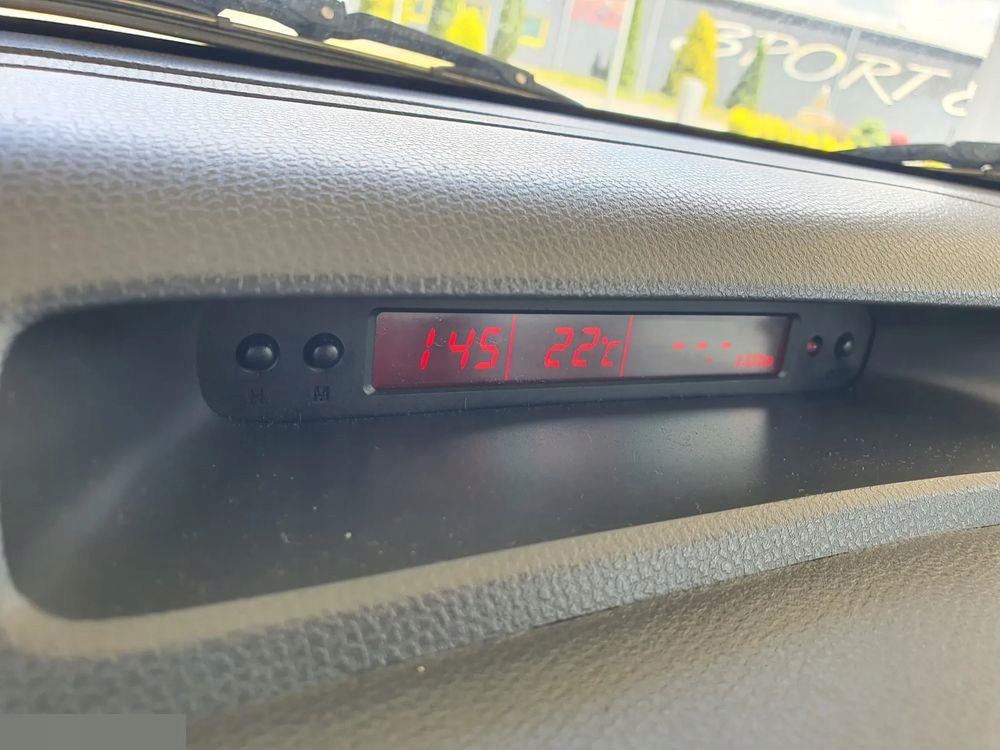 SPORT &
1 45
22°C
--.-
H
M